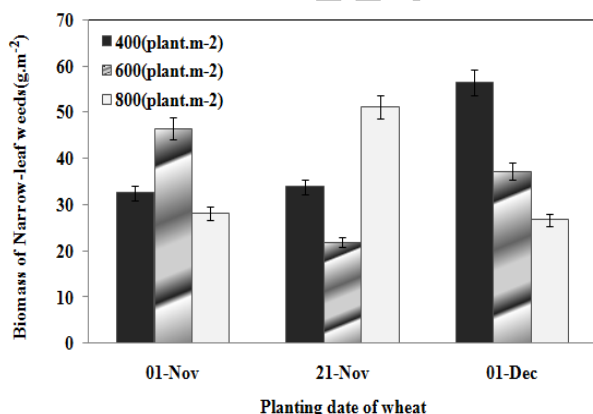 70
60
50
40
30
20
10
0
Biomass of Narrow-leaf weeds(g.m-2)
400(plant.m-2)
600(plant.m-2)
800(plant.m-2)
01-Nov 21-Nov 01-Dec
Planting date of wheat